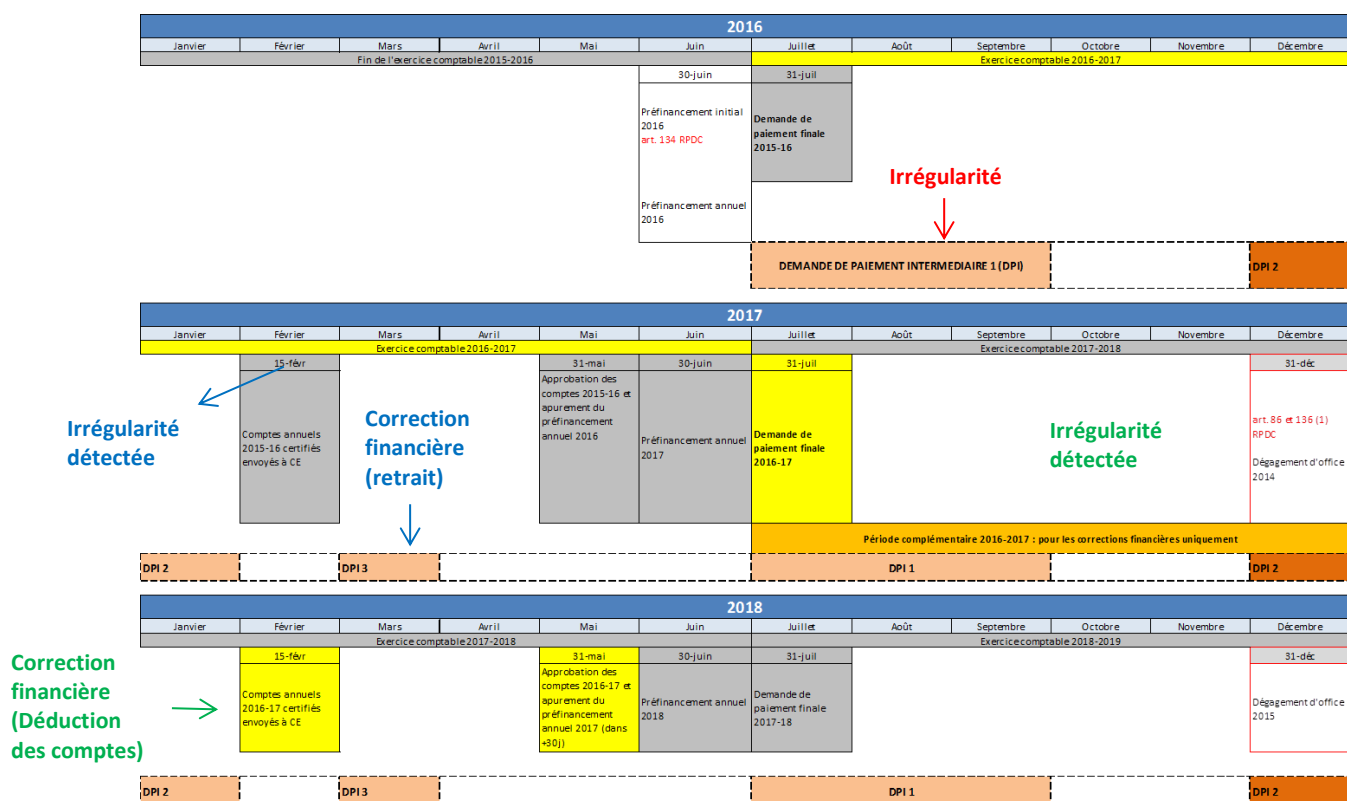 2016
Janvier Février Mars Avril Mai Juin Juillet Août Septembre Octobre Novembre Décembre
Fin de l'exercice comptable 2015-2016 Exercice comptable 2016-2017
30-juin 31-juil
Préfinancement initial
2016
art. 134 RPDC
Préfinancement annuel
2016
Demande de
paiement finale
2015-16
Irrégularité
DEMANDE DE PAIEMENT INTERMEDIAIRE 1 (DPI) DPI 2
2017
Janvier Février Mars Avril Mai Juin Juillet Août Septembre Octobre Novembre Décembre
Exercice comptable 2016-2017 Exercice comptable 2017-2018
15-févr 31-mai 30-juin 31-juil 31-déc
Irrégularité
détectée
Comptes annuels
2015-16 certifiés
envoyés à CE
Correction
financière
(retrait)
Approbation des
comptes 2015-16 et
apurement du
préfinancement
annuel 2016
Préfinancement annuel
2017
Demande de
paiement finale
2016-17
Irrégularité
détectée
art. 86 et 136 (1)
RPDC
Dégagement d'office
2014
Période complémentaire 2016-2017 : pour les corrections financières uniquement
DPI 2 DPI 3 DPI 1 DPI 2
2018
Janvier Février Mars Avril Mai Juin Juillet Août Septembre Octobre Novembre Décembre
Exercice comptable 2017-2018 Exercice comptable 2018-2019
15-févr 31-mai 30-juin 31-juil 31-déc
Correction
financière
(Déduction
des comptes)
Comptes annuels
2016-17 certifiés
envoyés à CE
Approbation des
comptes 2016-17 et
apurement du
préfinancement
annuel 2017 (dans
+30j)
Préfinancement annuel
2018
Demande de
paiement finale
2017-18
Dégagement d'office
2015
DPI 2 DPI 3 DPI 1 DPI 2